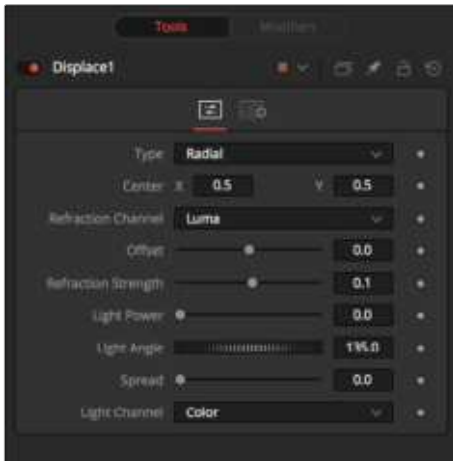 Tools Modifiers
Displace1
Type Radial
Center X 0.5 Y 0.5
Refraction Channel Luma
Offset 0.0
Refraction Strength 0.1
Light Power 0.0
Light Angle 135.0
Spread 0.0
Light Channel Color